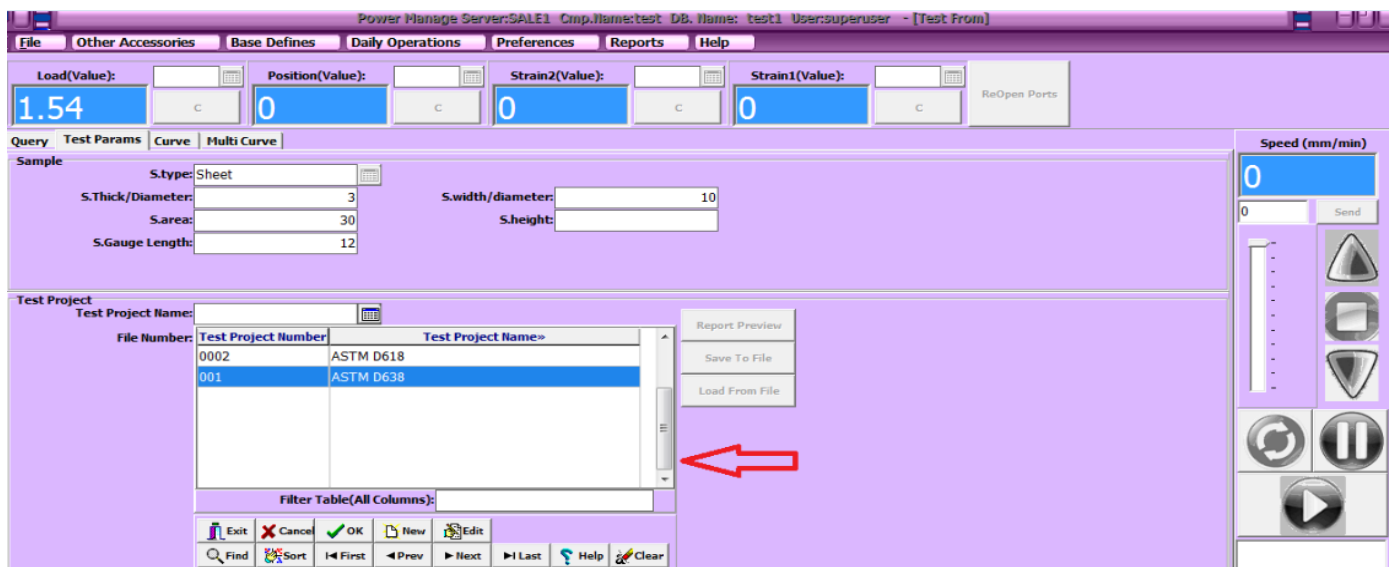 Power Manage Server:SALE1 Cmp.Name:test DB. Name: test1 User:superuser - [Test From]
File Other Accessories Base Defines Daily Operations Preferences Reports Help
Load(Value): Position(Value): Strain2(Value): Strain1(Value):
1.54 C 0 C 0 C 0 C ReOpen Ports
Query Test Params Curve Multi Curve Speed (mm/min)
Sample
S.type: Sheet 0
S.Thick/Diameter: 3 S.width/diameter: 10
S.area: 30 S.height: 0 Send
S.Gauge Length: 12
Test Project
Test Project Name:
File Number: Test Project Number Test Project Name» Report Preview
0002 ASTM D618 Save To File
001 ASTM D638
Load From File
Filter Table(All Columns):
Exit Cancel OK New Edit
Find Sort First Prev Next Last Help Clear